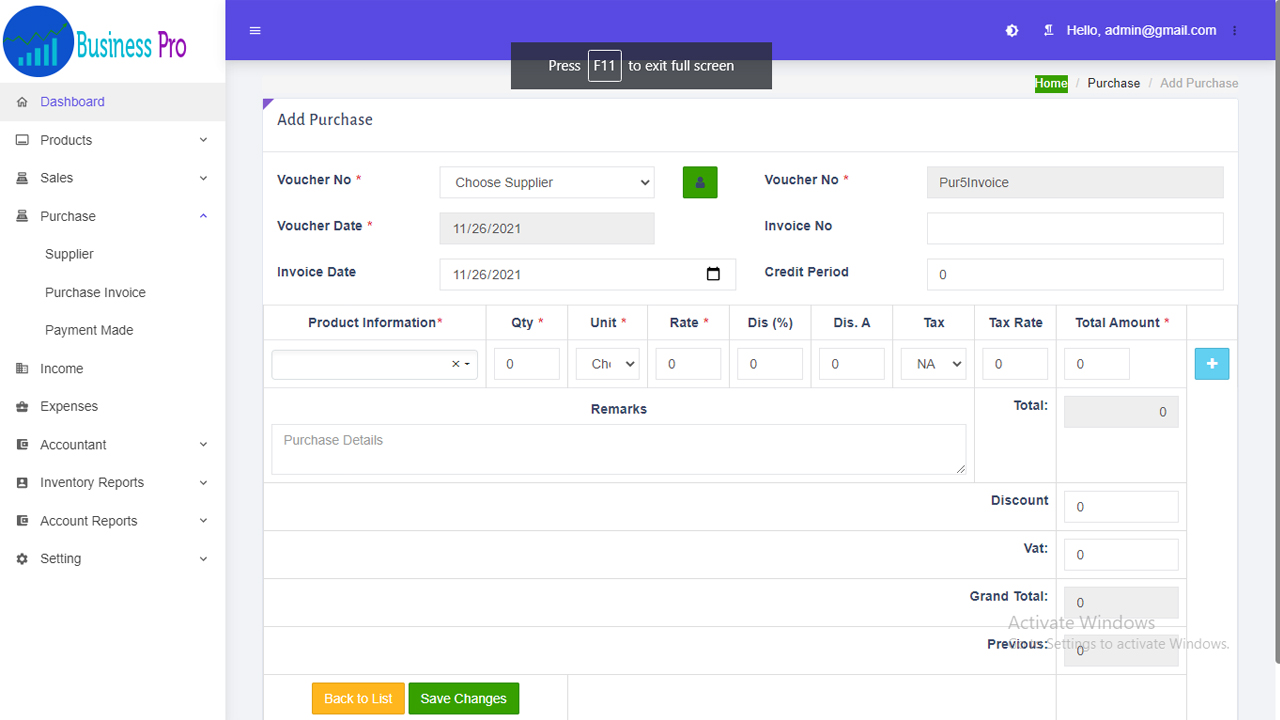 Business Pro
Hello, admin@gmail.com
Press F11 to exit full screen
Home / Purchase / Add Purchase
Dashboard
Products
Sales
Purchase
Supplier
Purchase Invoice
Payment Made
Income
Expenses
Accountant
Inventory Reports
Account Reports
Setting
Add Purchase
Voucher No * Choose Supplier Voucher No * Pur5Invoice
Voucher Date * 11/26/2021 Invoice No
Invoice Date 11/26/2021 Credit Period 0
Product Information* Qty * Unit * Rate * Dis (%) Dis. A Tax Tax Rate Total Amount *
× 0 Ch 0 0 0 NA 0 0 +
Remarks Total: 0
Purchase Details
Discount 0
Vat: 0
Grand Total: 0
Activate Windows
Previous: 0
Go to Settings to activate Windows.
Back to List Save Changes